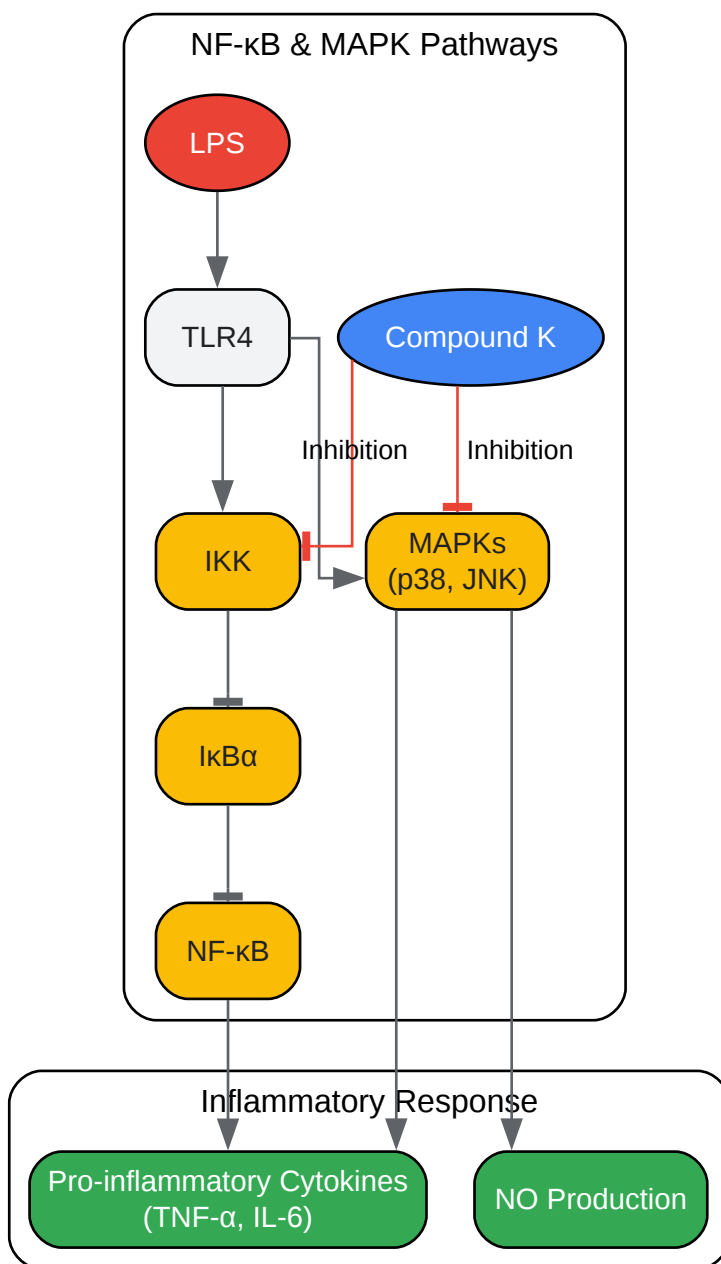 NF-κB & MAPK Pathways
LPS
TLR4
Compound K
Inhibition
Inhibition
IKK
MAPKs
(p38, JNK)
IκBα
NF-κB
Inflammatory Response
Pro-inflammatory Cytokines
(TNF-α, IL-6)
NO Production